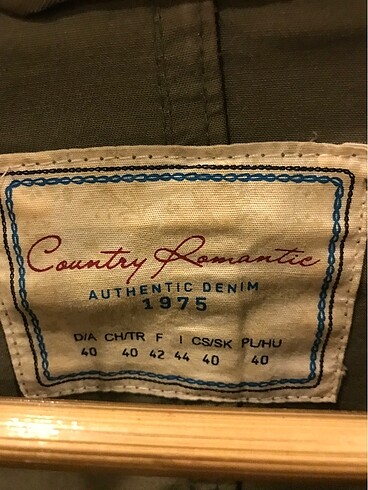 Country Romantic
AUTHENTIC DENIM
1975
D/A CH/TR F I CS/SK PL/HU
40 40 42 44 40 40